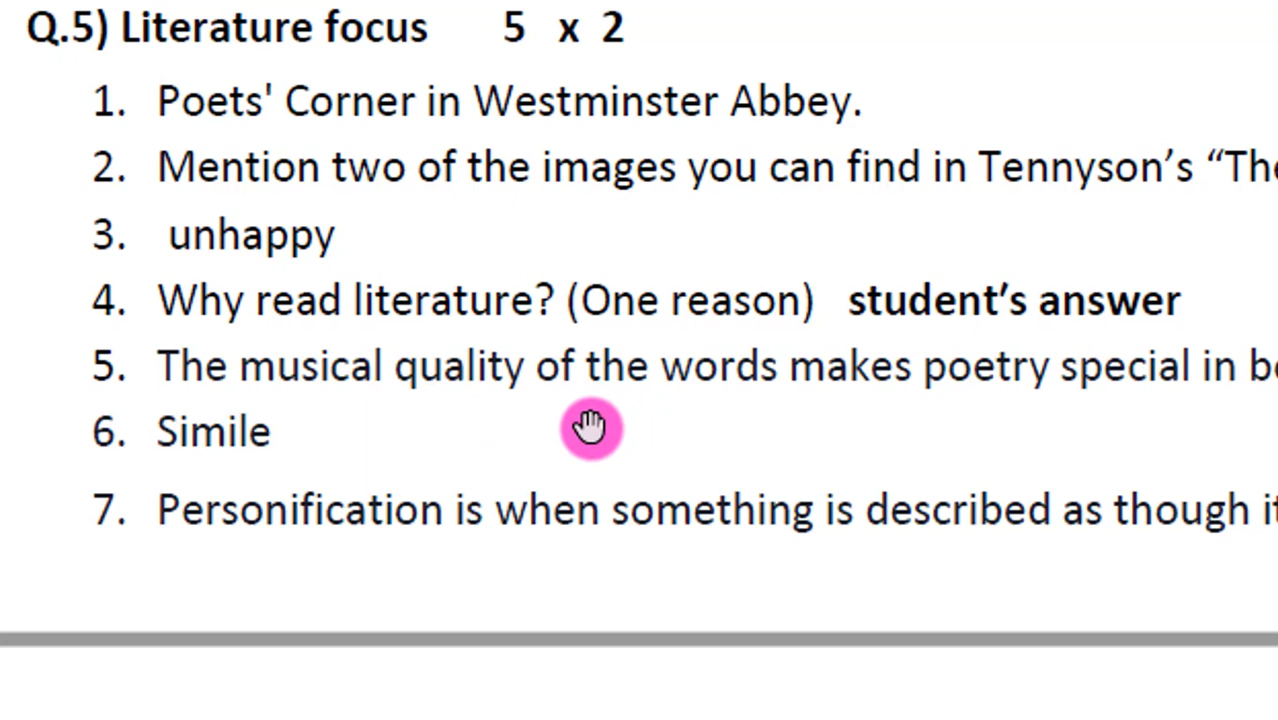 Q.5) Literature focus 5 x 2
1. Poets' Corner in Westminster Abbey.
2. Mention two of the images you can find in Tennyson’s “The
3. unhappy
4. Why read literature? (One reason) student’s answer
5. The musical quality of the words makes poetry special in
6. Simile
7. Personification is when something is described as though